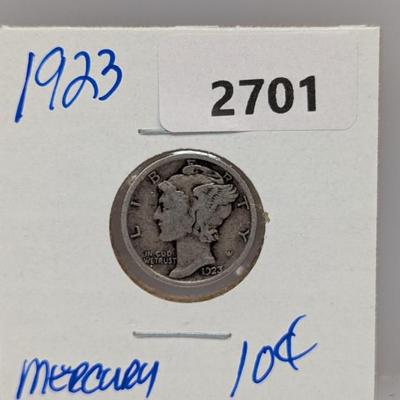 1923
2701
LIBERTY
IN GOD
WE TRUST
1923
MERCURY 10¢